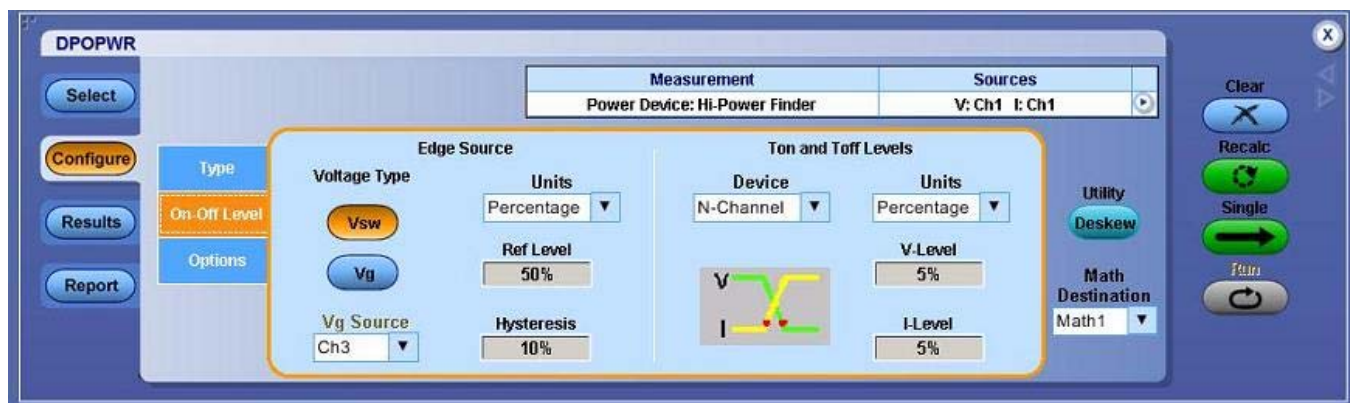 DPOPWR
Select
Configure
Results
Report
Measurement Sources
Power Device: Hi-Power Finder V: Ch1 I: Ch1
Type
On-Off Level
Options
Edge Source
Voltage Type
Vsw
Vg
Vg Source
Ch3
Units
Percentage
Ref Level
50%
Hysteresis
10%
Ton and Toff Levels
Device
N-Channel
V
I
Units
Percentage
V-Level
5%
I-Level
5%
Utility
Deskew
Math
Destination
Math1
X
Clear
Recalc
Single
Run